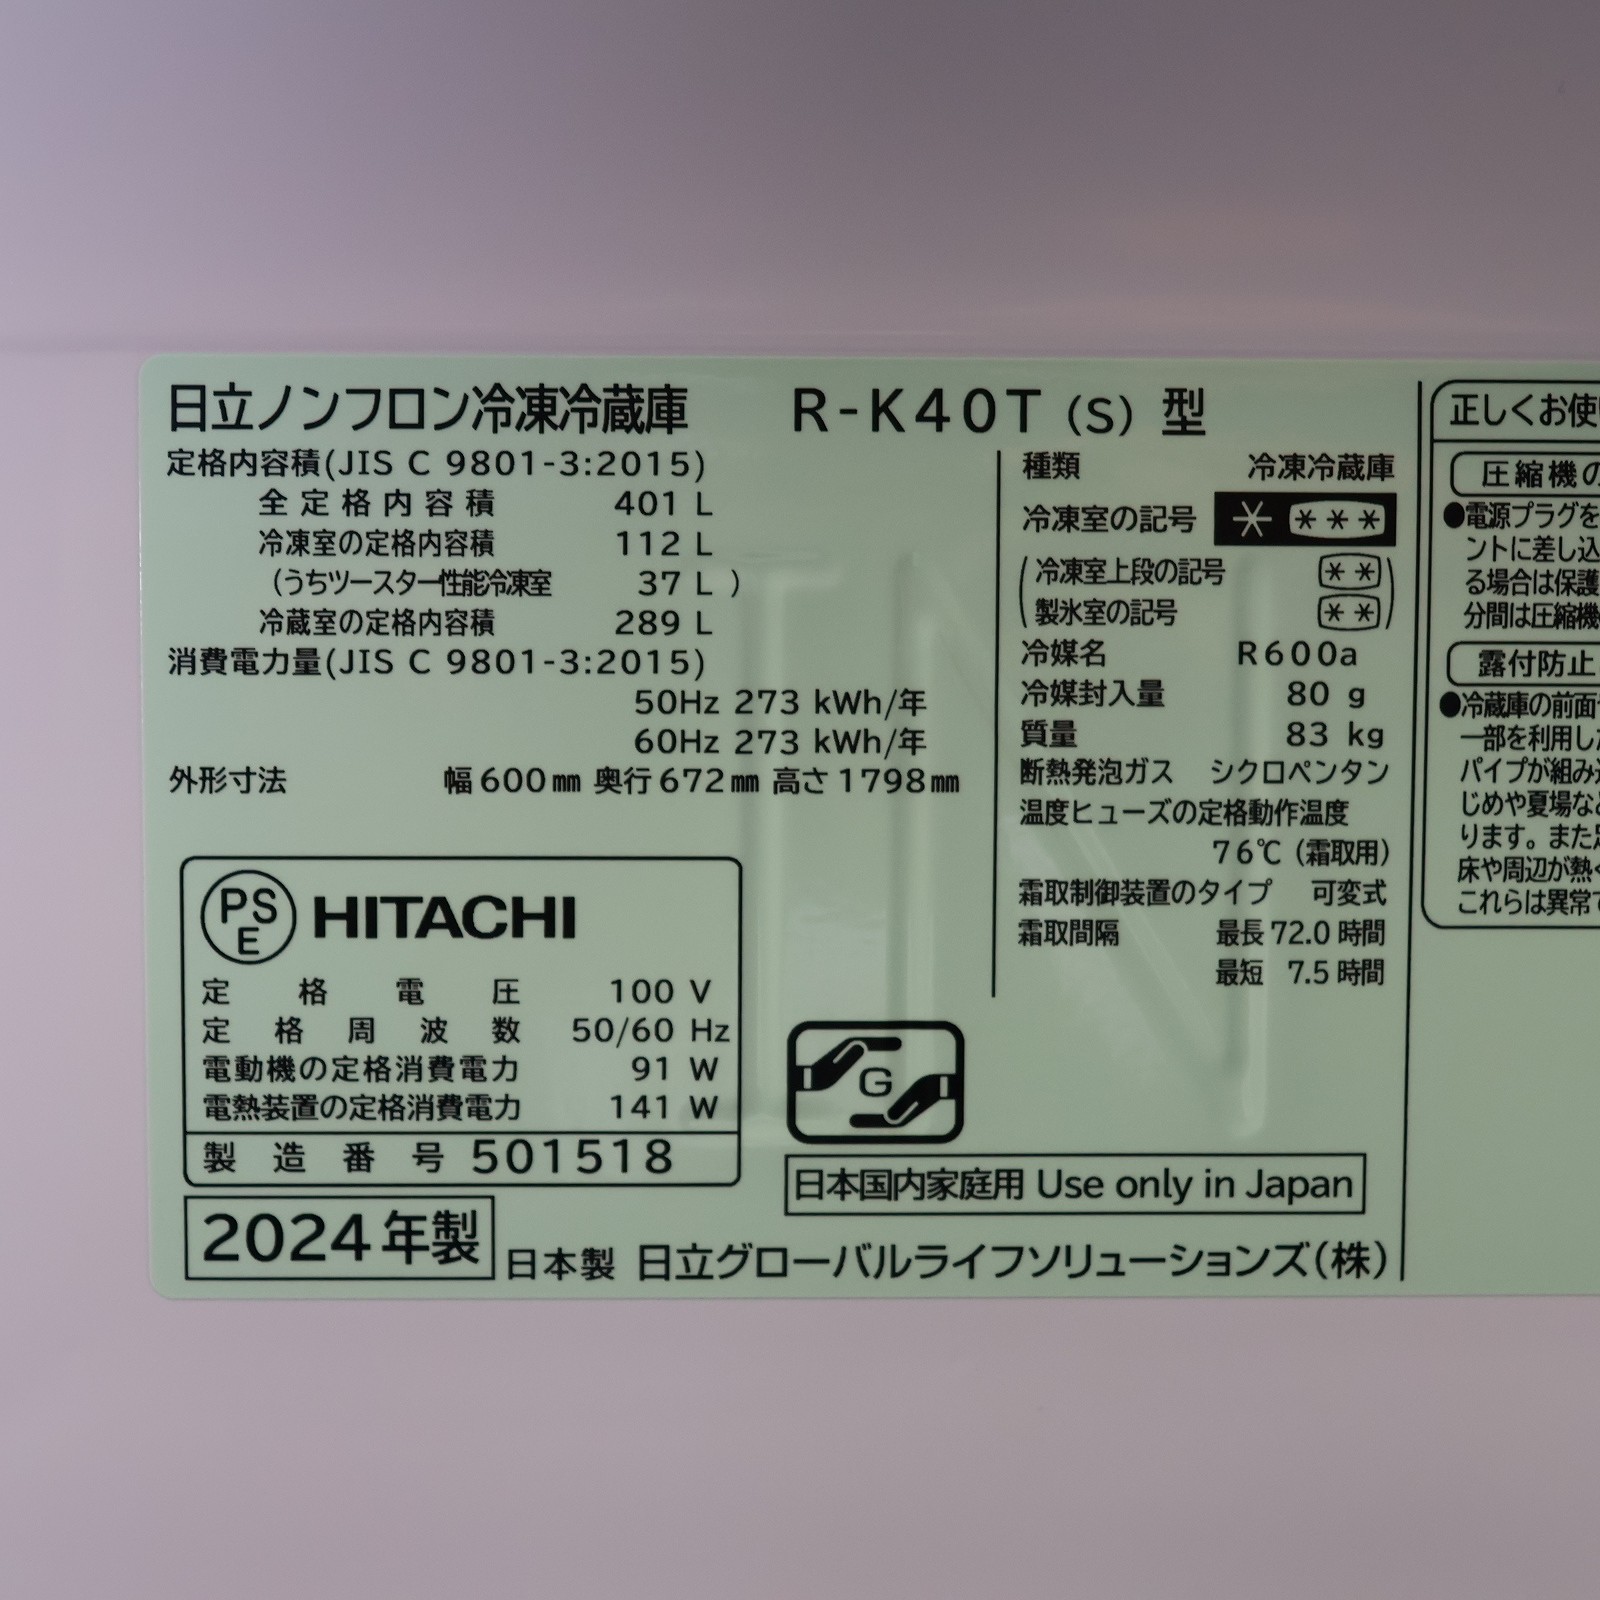 日立ノンフロン冷凍冷蔵庫 R-K40T (S) 型
定格内容積(JIS C 9801-3:2015)
全定格内容積 401 L
冷凍室の定格内容積 112 L
(うちツースター性能冷凍室 37 L )
冷蔵室の定格内容積 289 L
消費電力量(JIS C 9801-3:2015)
50Hz 273 kWh/年
60Hz 273 kWh/年
外形寸法 幅600㎜ 奥行672㎜ 高さ1798㎜
PSE HITACHI
定格電圧 100 V
定格周波数 50/60 Hz
電動機の定格消費電力 91 W
電熱装置の定格消費電力 141 W
製造番号 501518
2024年製
日本製 日立グローバルライフソリューションズ(株)
種類 冷凍冷蔵庫
冷凍室の記号 * ***
(冷凍室上段の記号 **
製氷室の記号 **)
冷媒名 R600a
冷媒封入量 80 g
質量 83 kg
断熱発泡ガス シクロペンタン
温度ヒューズの定格動作温度
76℃ (霜取用)
霜取制御装置のタイプ 可変式
霜取間隔 最長 72.0 時間
最短 7.5 時間
G
日本国内家庭用 Use only in Japan
正しくお使
圧縮機の
●電源プラグを
ントに差し込
る場合は保護
分間は圧縮機
露付防止
●冷蔵庫の前面
一部を利用し
パイプが組み
じめや夏場な
ります。また
床や周辺が熱
これらは異常